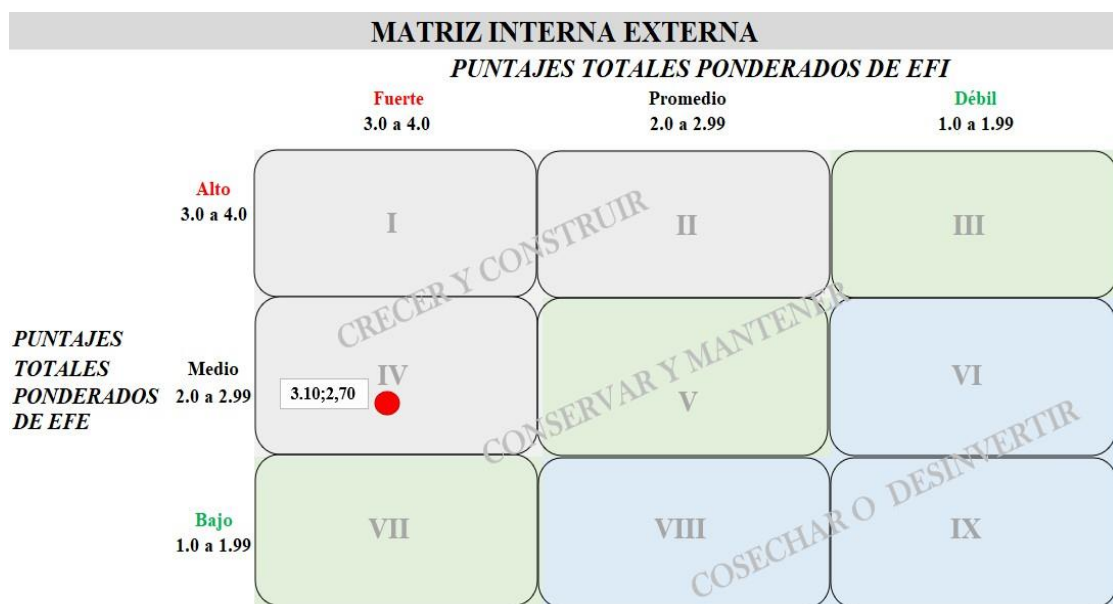 MATRIZ INTERNA EXTERNA
PUNTAJES TOTALES PONDERADOS DE EFI
Fuerte
3.0 a 4.0
Promedio
2.0 a 2.99
Débil
1.0 a 1.99
Alto
3.0 a 4.0
I
II
III
CRECER Y CONSTRUIR
PUNTAJES
TOTALES
PONDERADOS
DE EFE
Medio
2.0 a 2.99
IV
3.10;2,70
V
VI
CONSERVAR Y MANTENER
Bajo
1.0 a 1.99
VII
VIII
IX
COSECHAR O DESINVERTIR